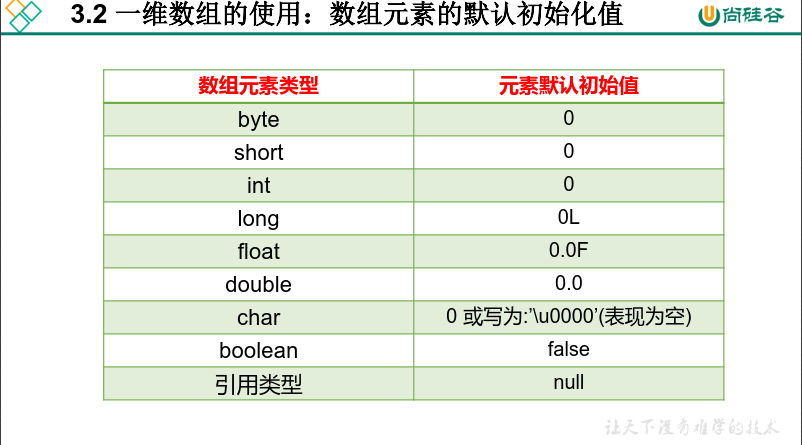 3.2 一维数组的使用：数组元素的默认初始化值
尚硅谷
数组元素类型 元素默认初始值
byte 0
short 0
int 0
long 0L
float 0.0F
double 0.0
char 0 或写为:’\u0000’(表现为空)
boolean false
引用类型 null
让天下没有难学的技术